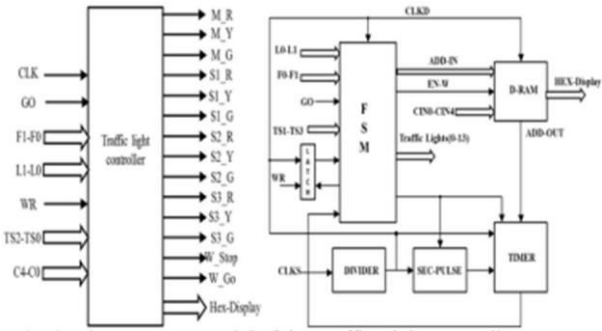 M_R
M_Y
M_G
S1_R
S1_Y
S1_G
S2_R
S2_Y
S2_G
S3_R
S3_Y
S3_G
W_Stop
W_Go
Hex-Display
CLK
GO
F1-F0
L1-L0
WR
TS2-TS0
C4-C0
Traffic light
controller
CLKD
L0-L1
F0-F1
GO
TS1-TS3
WR
LATCH
FSM
ADD-IN
EN-W
CIN0-CIN4
D-RAM
HEX-Display
ADD-OUT
Traffic Lights(0-13)
CLKS
DIVIDER
SEC-PULSE
TIMER